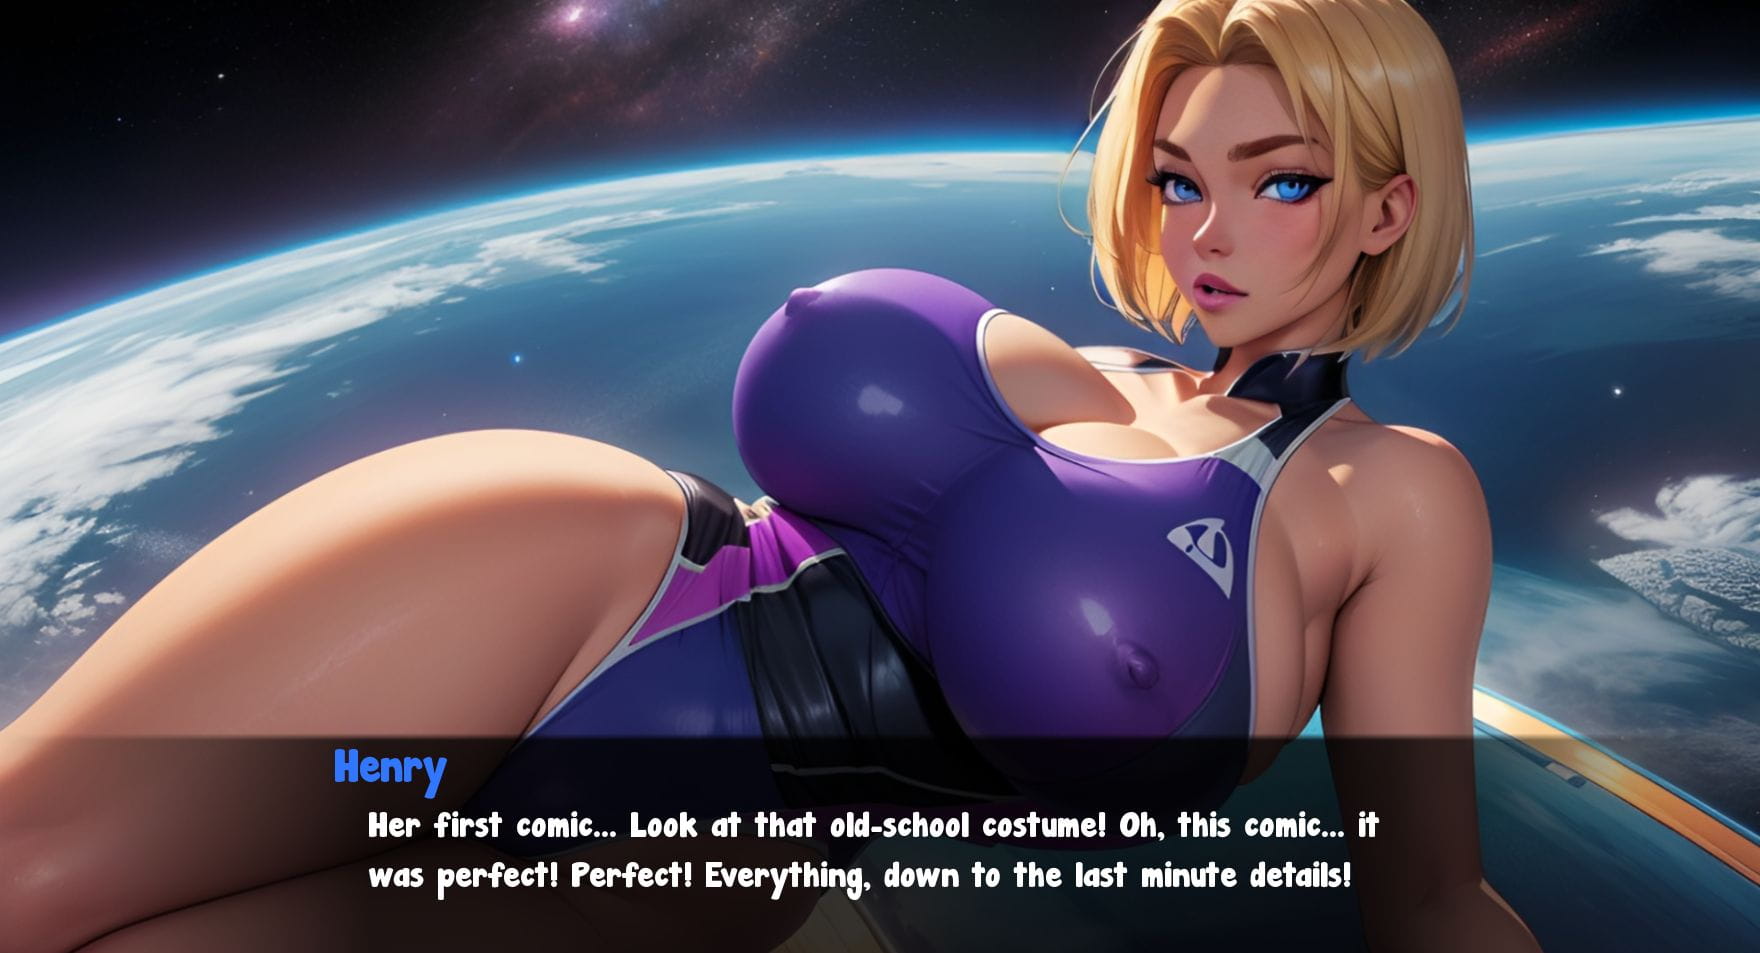 Henry
Her first comic... Look at that old-school costume! Oh, this comic... it
was perfect! Perfect! Everything, down to the last minute details!